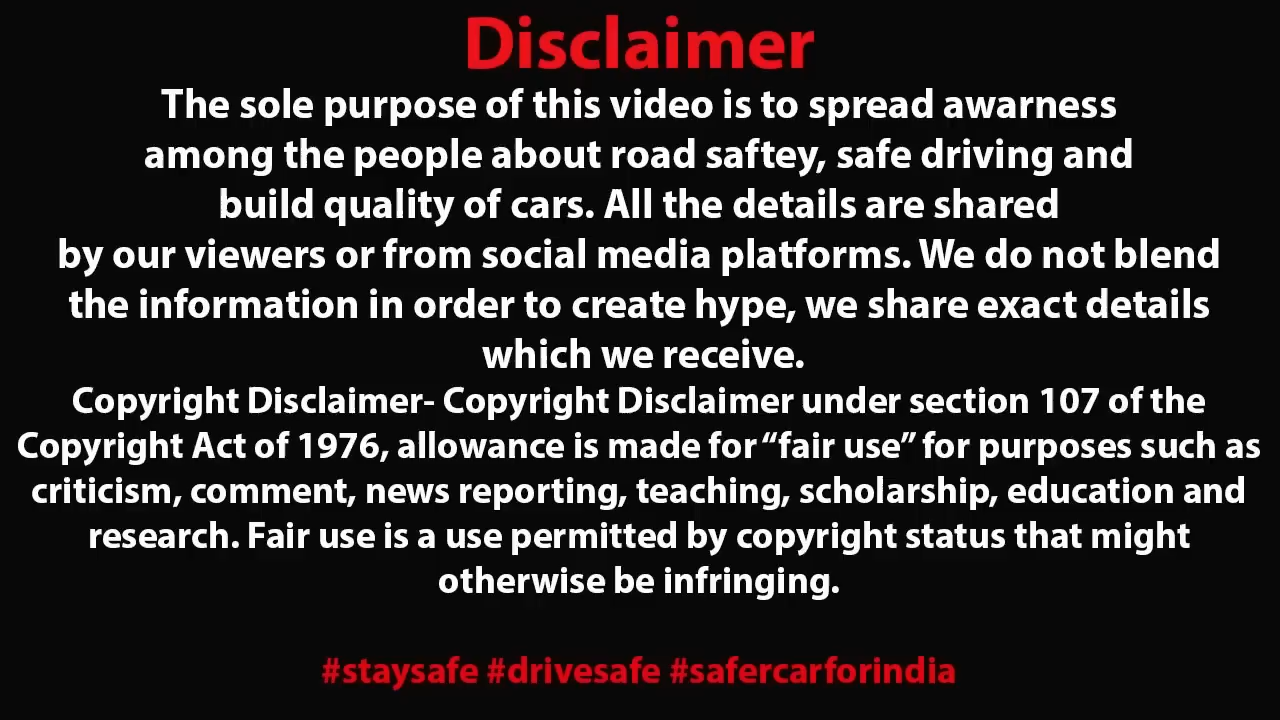 Disclaimer
The sole purpose of this video is to spread awarness
among the people about road saftey, safe driving and
build quality of cars. All the details are shared
by our viewers or from social media platforms. We do not blend
the information in order to create hype, we share exact details
which we receive.
Copyright Disclaimer- Copyright Disclaimer under section 107 of the
Copyright Act of 1976, allowance is made for “fair use” for purposes such as
criticism, comment, news reporting, teaching, scholarship, education and
research. Fair use is a use permitted by copyright status that might
otherwise be infringing.
#staysafe #drivesafe #safercarforindia